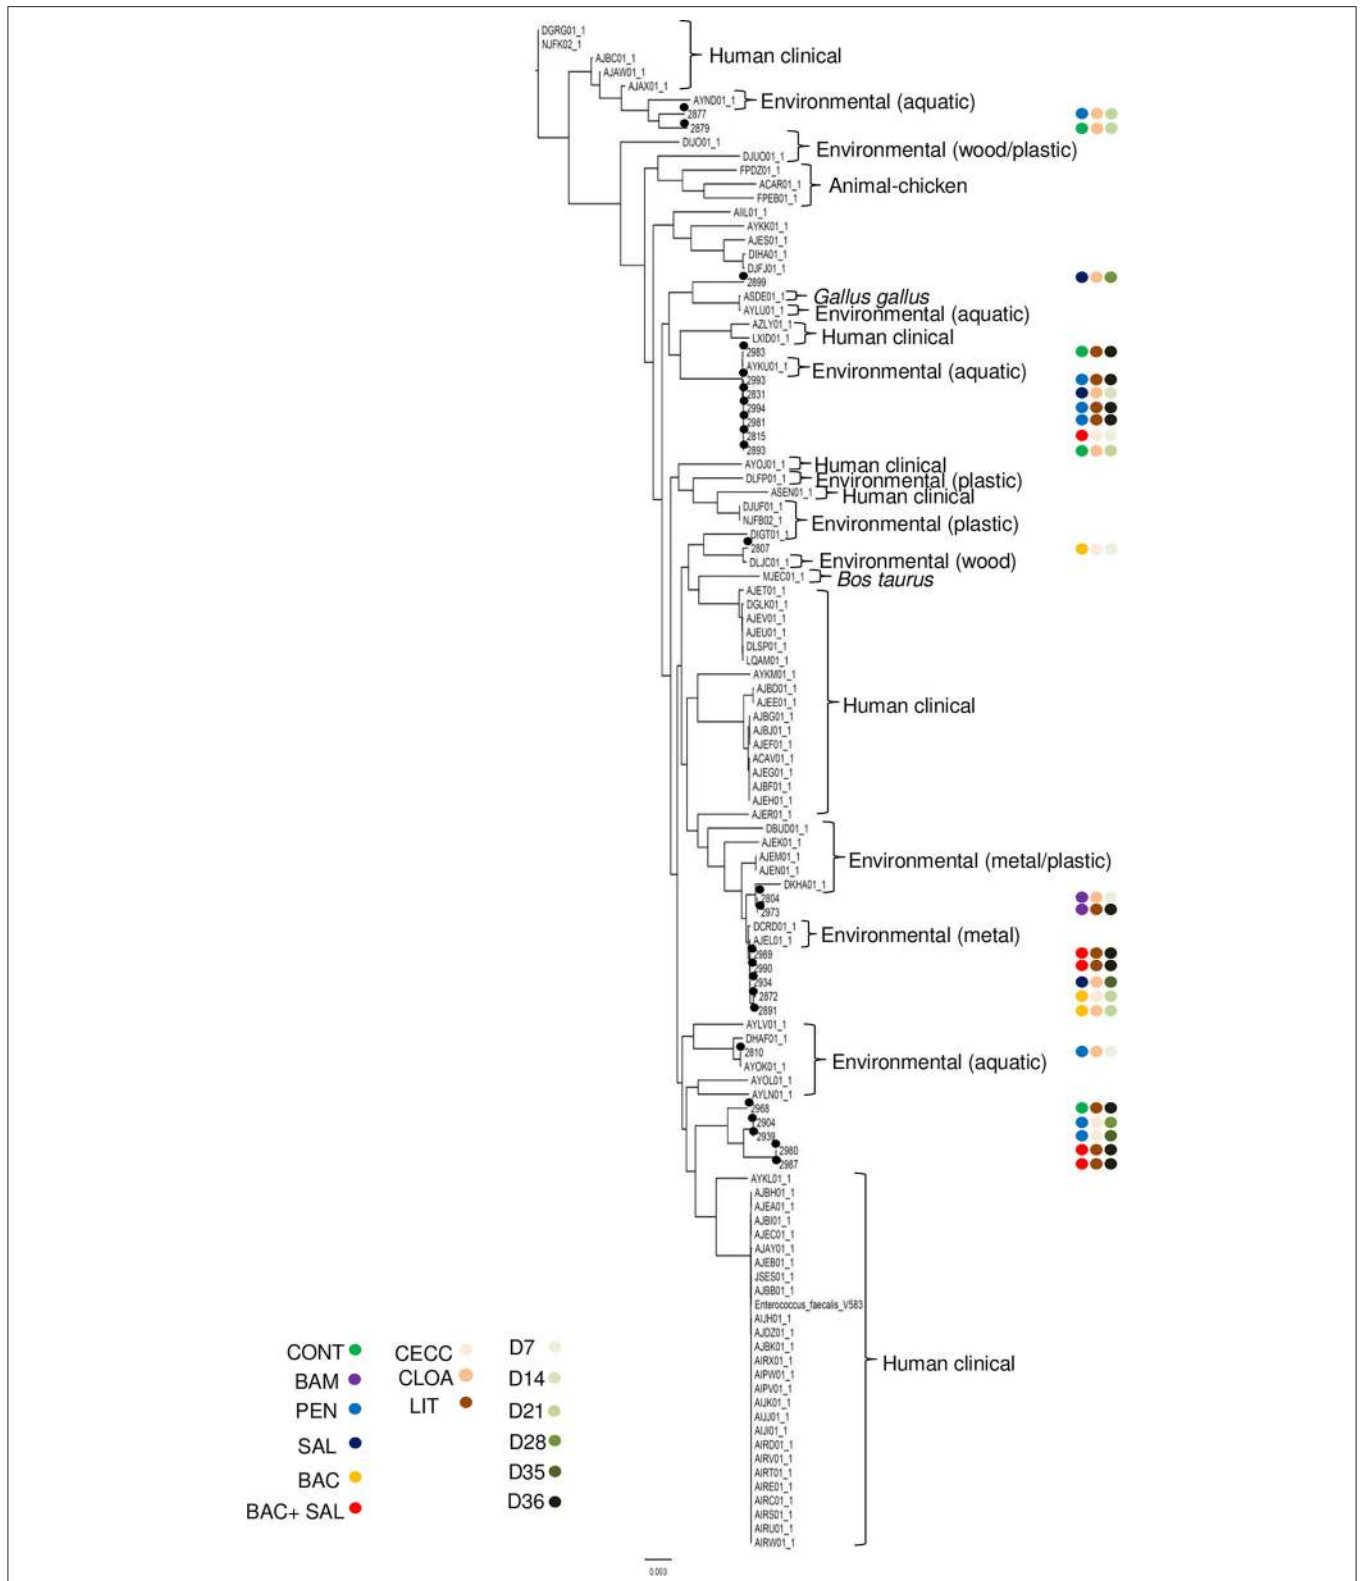 DGRG01_1
NJFK02_1
Human clinical
AJBC01_1
AJAW01_1
AJAX01_1
AYND01_1
Environmental (aquatic)
2877
2879
DIJO01_1
Environmental (wood/plastic)
DJUO01_1
FPDZ01_1
ACAR01_1
Animal-chicken
FPEB01_1
AIIL01_1
AYKK01_1
AJES01_1
DIHA01_1
DJFJ01_1
2899
ASDE01_1
Gallus gallus
AYLU01_1
Environmental (aquatic)
AZLY01_1
LXID01_1
Human clinical
2983
AYKU01_1
Environmental (aquatic)
2993
2831
2994
2981
2815
2893
AYOJ01_1
Human clinical
DLFP01_1
Environmental (plastic)
ASEN01_1
Human clinical
DJUF01_1
NJFB02_1
Environmental (plastic)
DIGT01_1
2807
DLJC01_1
Environmental (wood)
MJEC01_1
Bos taurus
AJET01_1
DGLK01_1
AJEV01_1
AJEU01_1
DLSP01_1
LQAM01_1
AYKM01_1
AJBD01_1
AJEE01_1
Human clinical
AJBG01_1
AJBJ01_1
AJEF01_1
ACAV01_1
AJEG01_1
AJBF01_1
AJEH01_1
AJER01_1
DBUD01_1
AJEK01_1
AJEM01_1
Environmental (metal/plastic)
AJEN01_1
DKHA01_1
2804
2973
DCRD01_1
Environmental (metal)
AJEL01_1
2989
2990
2934
2872
2891
AYLV01_1
DHAF01_1
2810
Environmental (aquatic)
AYOK01_1
AYOL01_1
AYLN01_1
2968
2904
2939
2980
2987
AYKL01_1
AJBH01_1
AJEA01_1
AJBI01_1
AJEC01_1
AJAY01_1
AJEB01_1
JSES01_1
AJBB01_1
Enterococcus_faecalis_V583
AIJH01_1
AJDZ01_1
AJBK01_1
AIRX01_1
Human clinical
AIPW01_1
AIPV01_1
AIJK01_1
AIJJ01_1
AIJI01_1
AIRD01_1
AIRV01_1
AIRT01_1
AIRE01_1
AIRC01_1
AIRS01_1
AIRU01_1
AIRW01_1
CONT
BAM
PEN
SAL
BAC
BAC+ SAL
CECC
CLOA
LIT
D7
D14
D21
D28
D35
D36
0.003